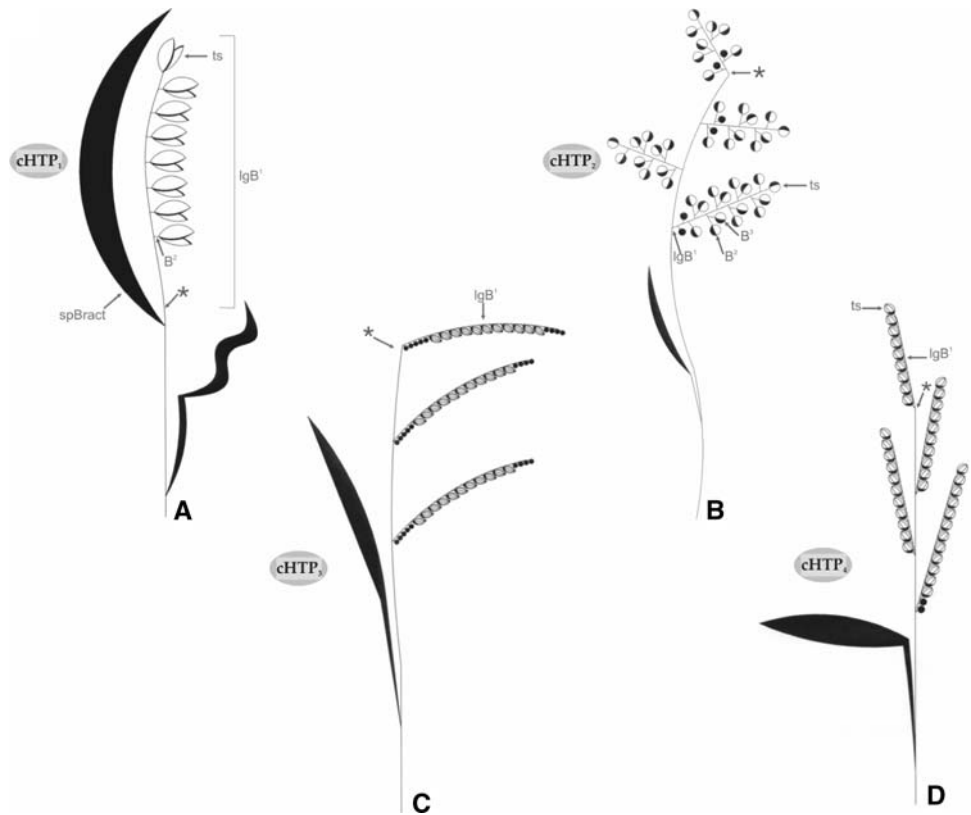 cHTP₁
ts
lgB¹
B²
*
spBract
A
cHTP₂
*
ts
B³
B²
lgB¹
B
lgB¹
*
cHTP₃
C
ts
lgB¹
*
cHTP₄
D